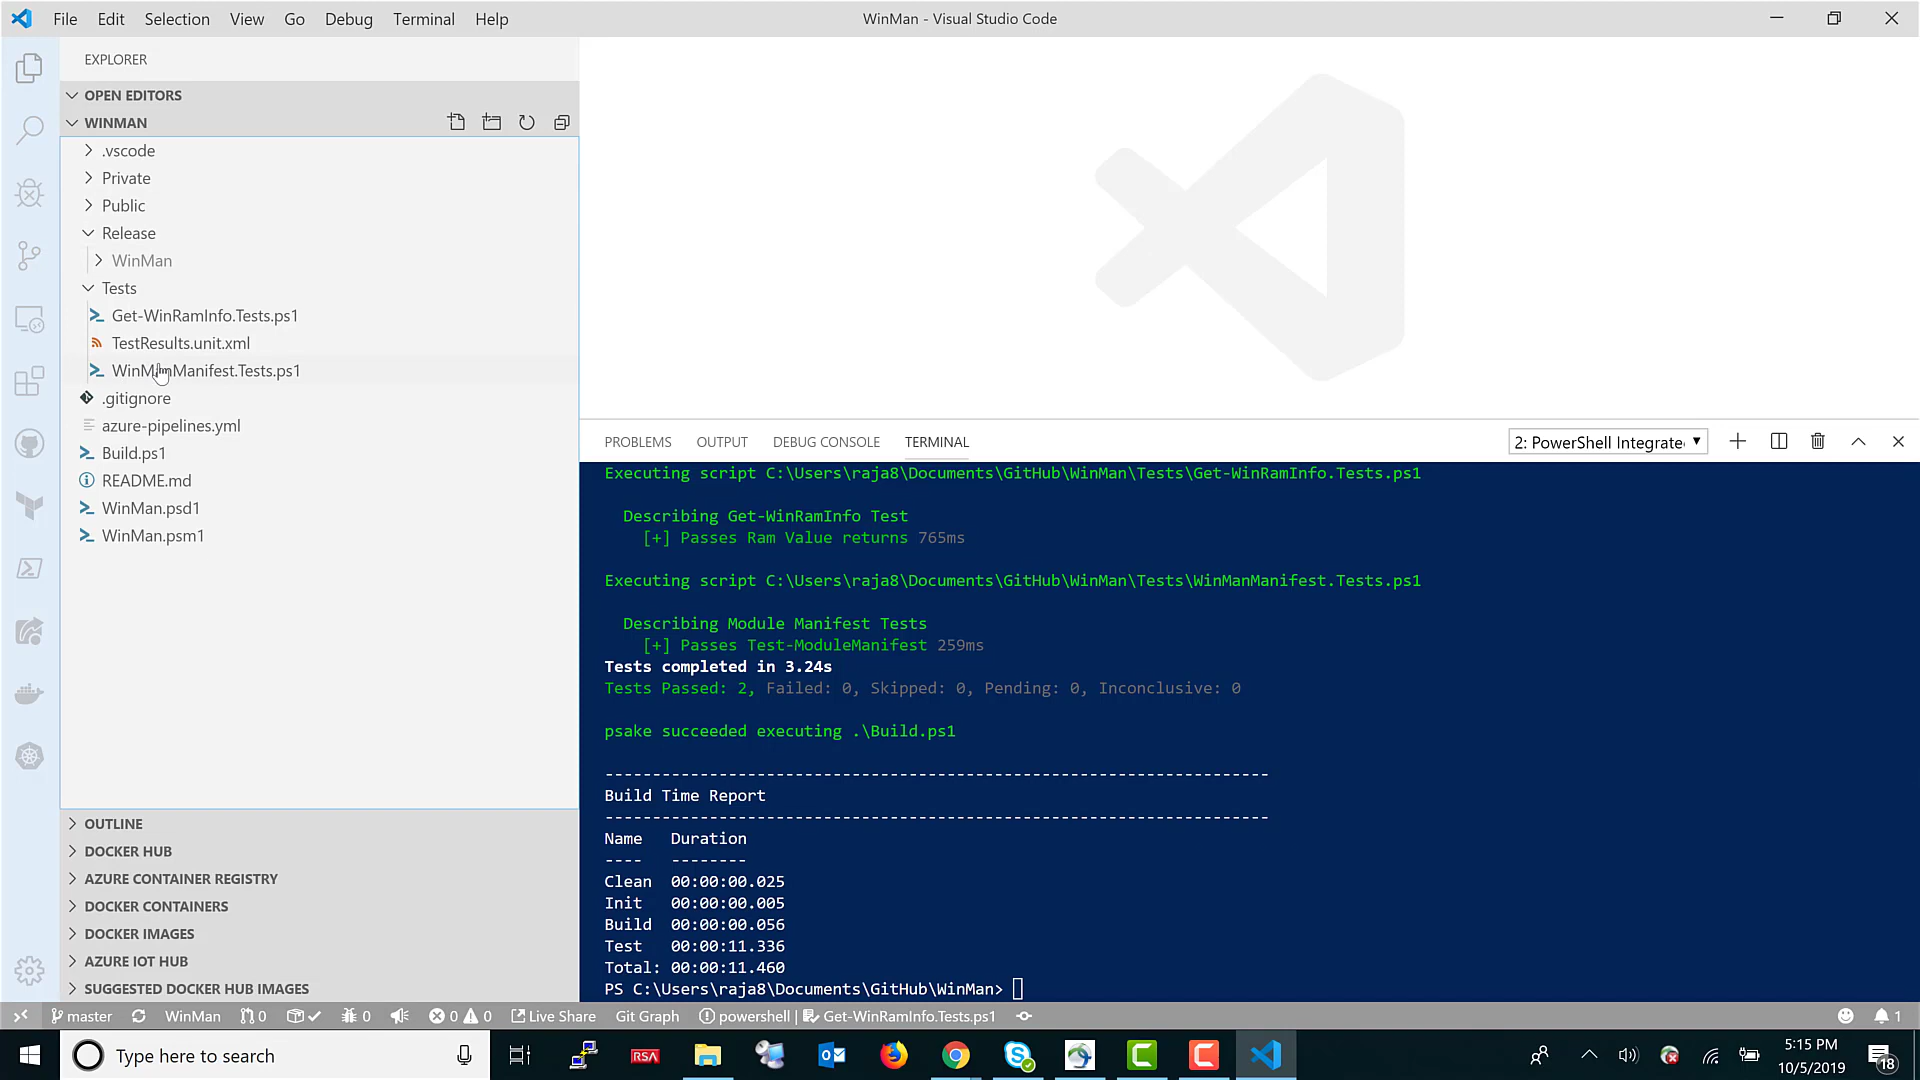 File Edit Selection View Go Debug Terminal Help
WinMan - Visual Studio Code
EXPLORER
OPEN EDITORS
WINMAN
.vscode
Private
Public
Release
WinMan
Tests
Get-WinRamInfo.Tests.ps1
TestResults.unit.xml
WinManManifest.Tests.ps1
.gitignore
azure-pipelines.yml
Build.ps1
README.md
WinMan.psd1
WinMan.psm1
OUTLINE
DOCKER HUB
AZURE CONTAINER REGISTRY
DOCKER CONTAINERS
DOCKER IMAGES
AZURE IOT HUB
SUGGESTED DOCKER HUB IMAGES
PROBLEMS OUTPUT DEBUG CONSOLE TERMINAL
2: PowerShell Integrate
Executing script C:\Users\raja8\Documents\GitHub\WinMan\Tests\Get-WinRamInfo.Tests.ps1
Describing Get-WinRamInfo Test
[+] Passes Ram Value returns 765ms
Executing script C:\Users\raja8\Documents\GitHub\WinMan\Tests\WinManManifest.Tests.ps1
Describing Module Manifest Tests
[+] Passes Test-ModuleManifest 259ms
Tests completed in 3.24s
Tests Passed: 2, Failed: 0, Skipped: 0, Pending: 0, Inconclusive: 0
psake succeeded executing .\Build.ps1
----------------------------------------------------------------------
Build Time Report
----------------------------------------------------------------------
Name Duration
---- --------
Clean 00:00:00.025
Init 00:00:00.005
Build 00:00:00.056
Test 00:00:11.336
Total: 00:00:11.460
PS C:\Users\raja8\Documents\GitHub\WinMan>
master WinMan 0 0 0 0 Live Share Git Graph powershell | Get-WinRamInfo.Tests.ps1 1
Type here to search
RSA
5:15 PM
10/5/2019
18